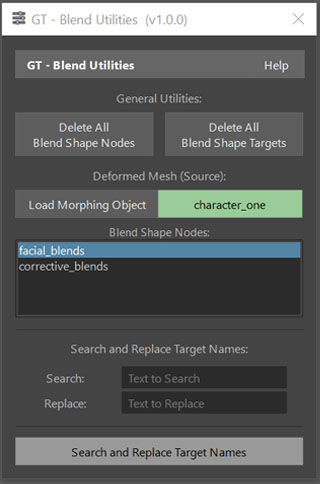 GT - Blend Utilities  (v1.0.0)
GT - Blend Utilities Help
General Utilities:
Delete All
Blend Shape Nodes
Delete All
Blend Shape Targets
Deformed Mesh (Source):
Load Morphing Object character_one
Blend Shape Nodes:
facial_blends
corrective_blends
Search and Replace Target Names:
Search: Text to Search
Replace: Text to Replace
Search and Replace Target Names